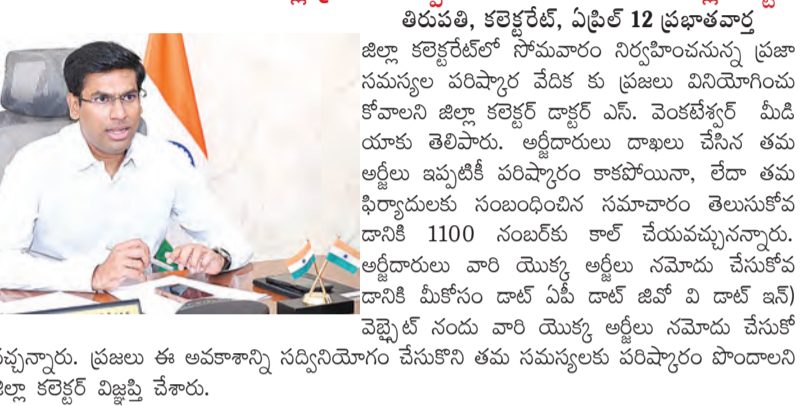 తిరుపతి, కలెక్టరేట్, ఏప్రిల్ 12 ప్రభాతవార్త
జిల్లా కలెక్టరేట్‌లో సోమవారం నిర్వహించనున్న ప్రజా
సమస్యల పరిష్కార వేదిక కు ప్రజలు వినియోగించు
కోవాలని జిల్లా కలెక్టర్ డాక్టర్ ఎస్. వెంకటేశ్వర్ మీడి
యాకు తెలిపారు. అర్జీదారులు దాఖలు చేసిన తమ
అర్జీలు ఇప్పటికీ పరిష్కారం కాకపోయినా, లేదా తమ
ఫిర్యాదులకు సంబంధించిన సమాచారం తెలుసుకోవ
డానికి 1100 నంబర్‌కు కాల్ చేయవచ్చునన్నారు.
అర్జీదారులు వారి యొక్క అర్జీలు నమోదు చేసుకోవ
డానికి మీకోసం డాట్ ఏపీ డాట్ జివో వి డాట్ ఇన్)
వెబ్సైట్ నందు వారి యొక్క అర్జీలు నమోదు చేసుకో
వచ్చన్నారు. ప్రజలు ఈ అవకాశాన్ని సద్వినియోగం చేసుకొని తమ సమస్యలకు పరిష్కారం పొందాలని
జిల్లా కలెక్టర్ విజ్ఞప్తి చేశారు.